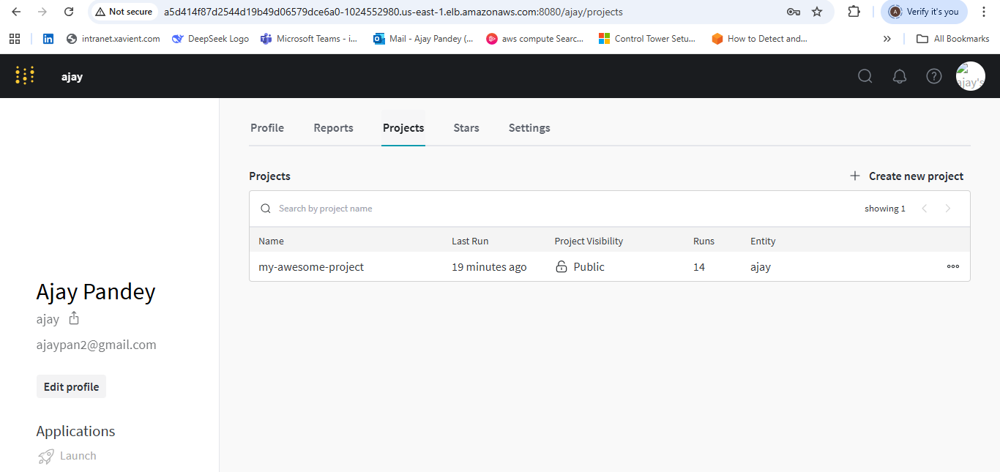 Not secure a5d414f87d2544d19b49d06579dce6a0-1024552980.us-east-1.elb.amazonaws.com:8080/ajay/projects A Verify it's you
in intranet.xavient.com DeepSeek Logo Microsoft Teams - i... Mail - Ajay Pandey (... aws compute Searc... Control Tower Setu... How to Detect and... » All Bookmarks
ajay ? ajay's
Profile Reports Projects Stars Settings
Projects + Create new project
Search by project name showing 1
Name Last Run Project Visibility Runs Entity
my-awesome-project 19 minutes ago Public 14 ajay
Ajay Pandey
ajay
ajaypan2@gmail.com
Edit profile
Applications
Launch